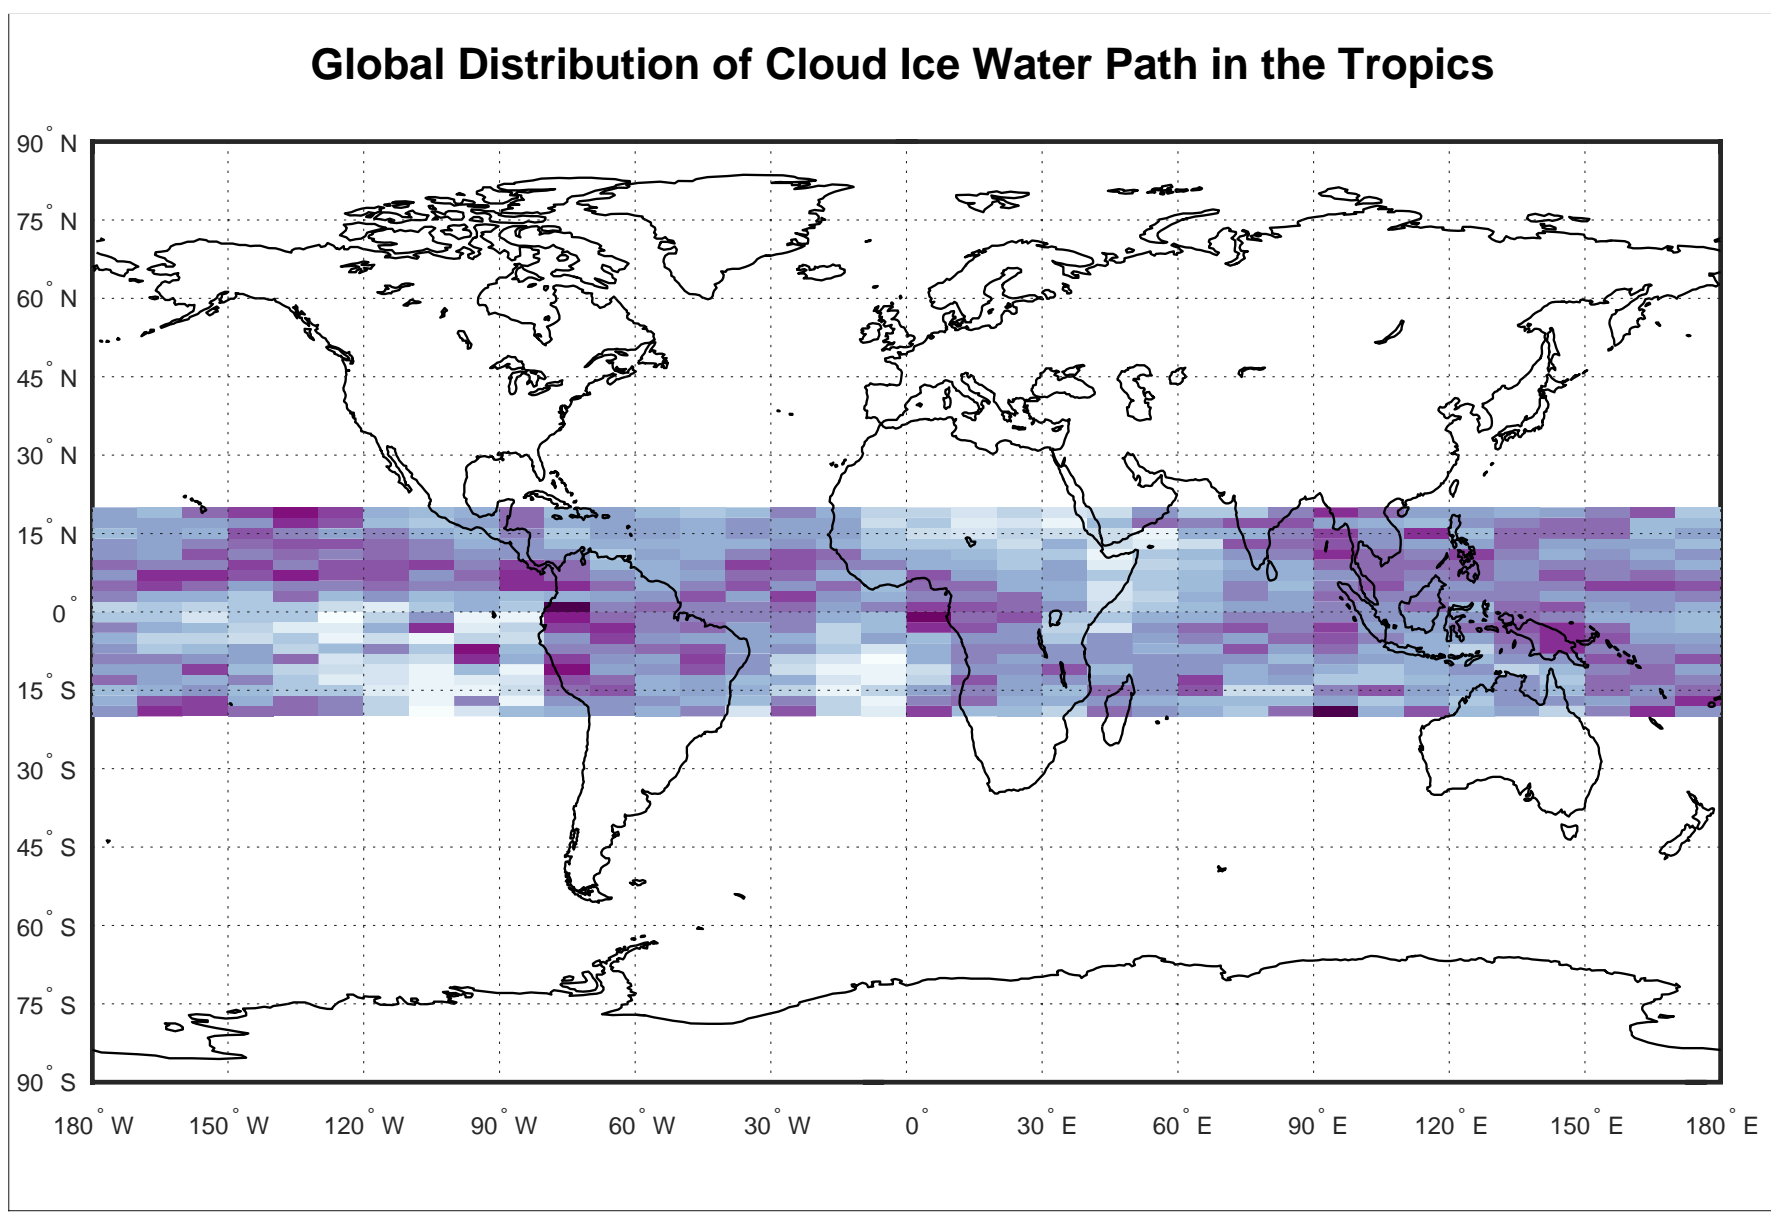 Global Distribution of Cloud Ice Water Path in the Tropics
90° N
75° N
60° N
45° N
30° N
15° N
0°
15° S
30° S
45° S
60° S
75° S
90° S
180° W 150° W 120° W 90° W 60° W 30° W 0° 30° E 60° E 90° E 120° E 150° E 180° E